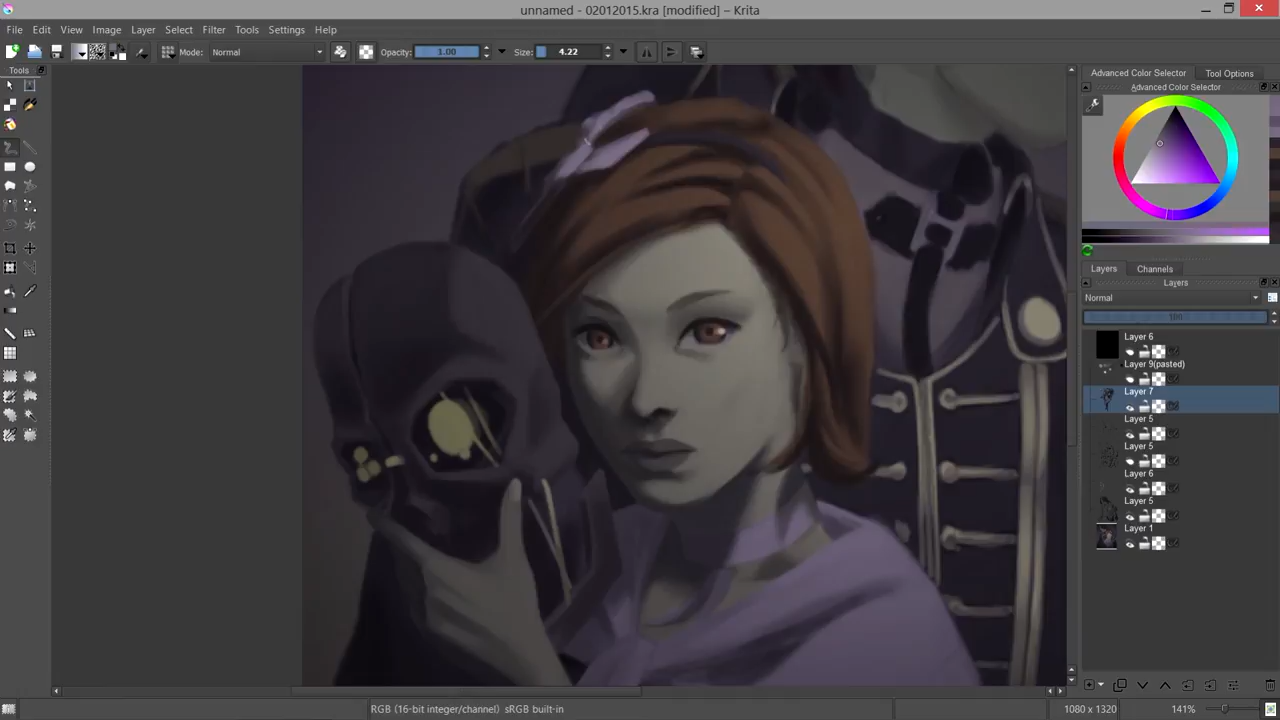 unnamed - 02012015.kra [modified] – Krita
File Edit View Image Layer Select Filter Tools Settings Help
Mode: Normal Opacity: 1.00 Size: 4.22
Tools
Advanced Color Selector Tool Options
Advanced Color Selector
Layers Channels
Layers
Normal
100
Layer 6
Layer 9(pasted)
Layer 7
Layer 5
Layer 5
Layer 6
Layer 5
Layer 1
RGB (16-bit integer/channel) sRGB built-in 1080 x 1320 141%